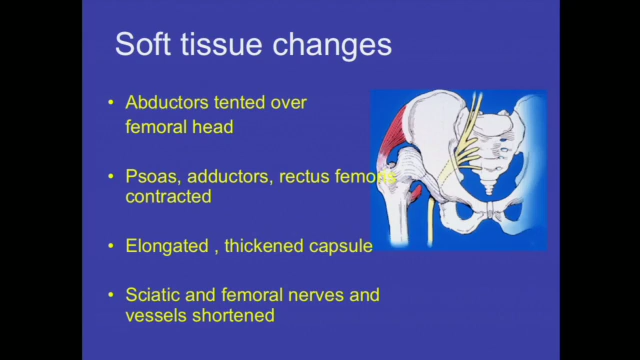 Soft tissue changes
• Abductors tented over
femoral head
• Psoas, adductors, rectus femoris
contracted
• Elongated , thickened capsule
• Sciatic and femoral nerves and
vessels shortened